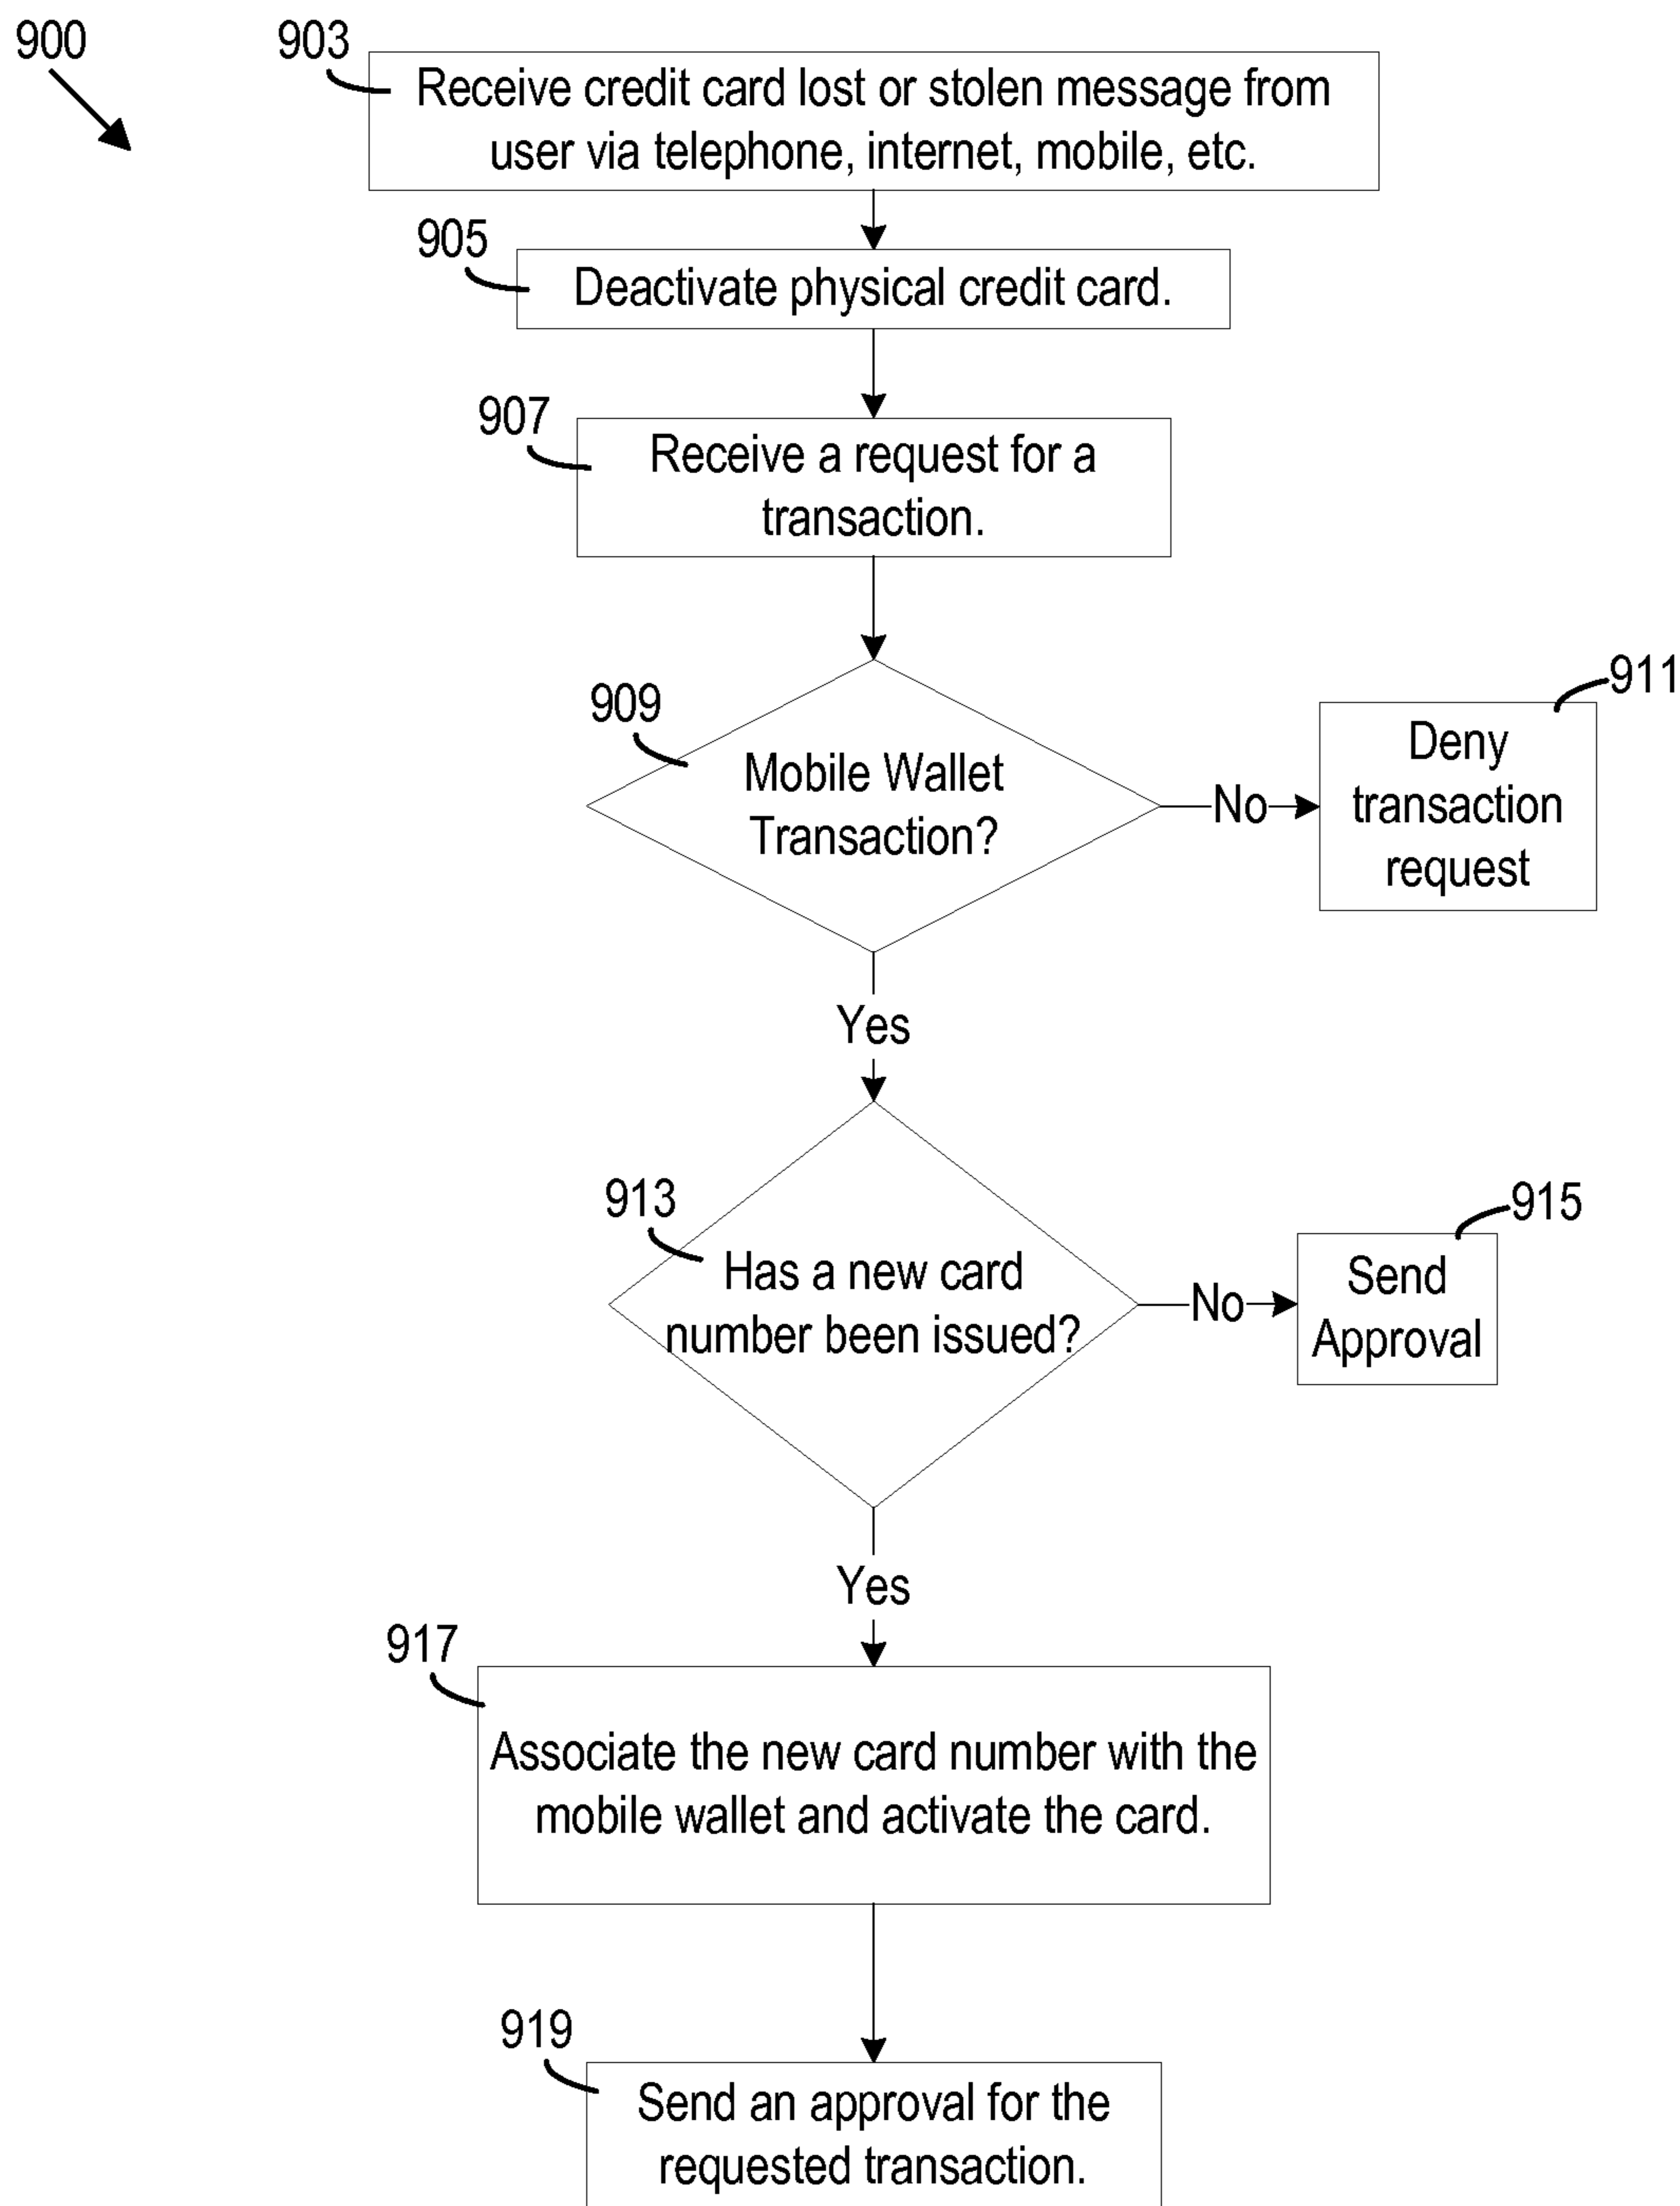 900
903
Receive credit card lost or stolen message from
user via telephone, internet, mobile, etc.
905
Deactivate physical credit card.
907
Receive a request for a
transaction.
909
Mobile Wallet
Transaction?
No
911
Deny
transaction
request
Yes
913
Has a new card
number been issued?
No
915
Send
Approval
Yes
917
Associate the new card number with the
mobile wallet and activate the card.
919
Send an approval for the
requested transaction.